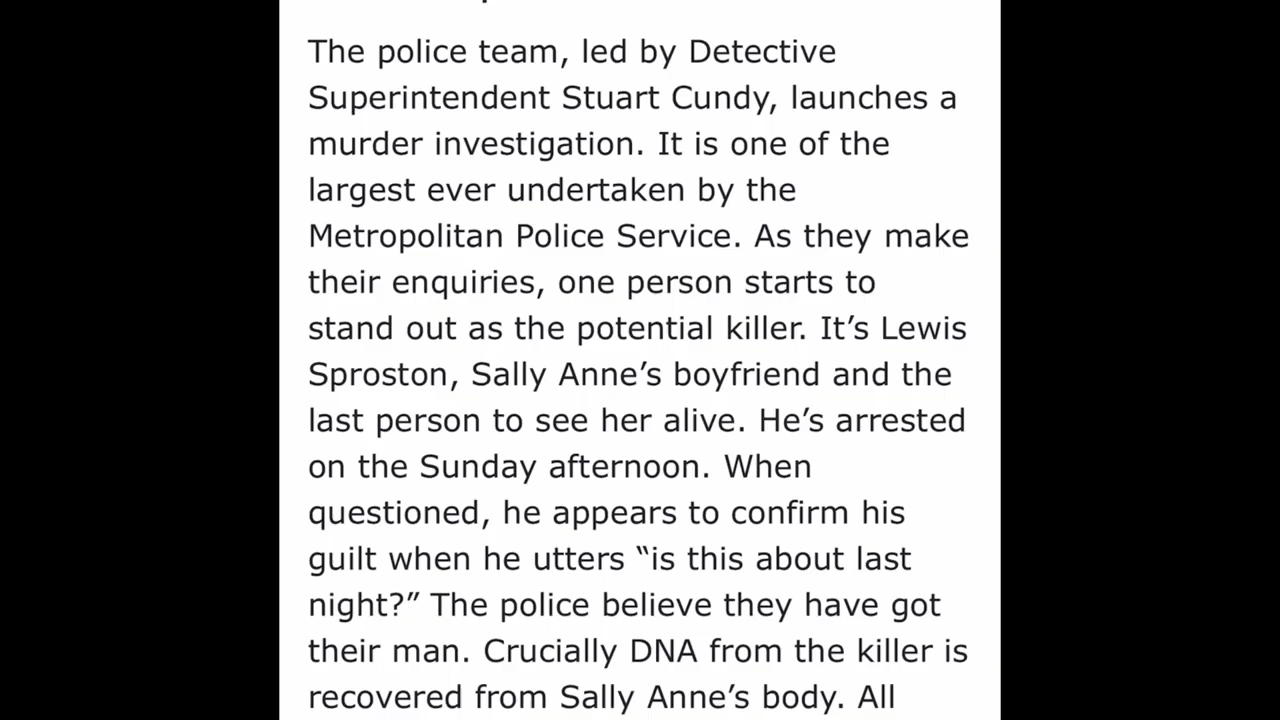 The police team, led by Detective
Superintendent Stuart Cundy, launches a
murder investigation. It is one of the
largest ever undertaken by the
Metropolitan Police Service. As they make
their enquiries, one person starts to
stand out as the potential killer. It’s Lewis
Sproston, Sally Anne’s boyfriend and the
last person to see her alive. He’s arrested
on the Sunday afternoon. When
questioned, he appears to confirm his
guilt when he utters “is this about last
night?” The police believe they have got
their man. Crucially DNA from the killer is
recovered from Sally Anne’s body. All